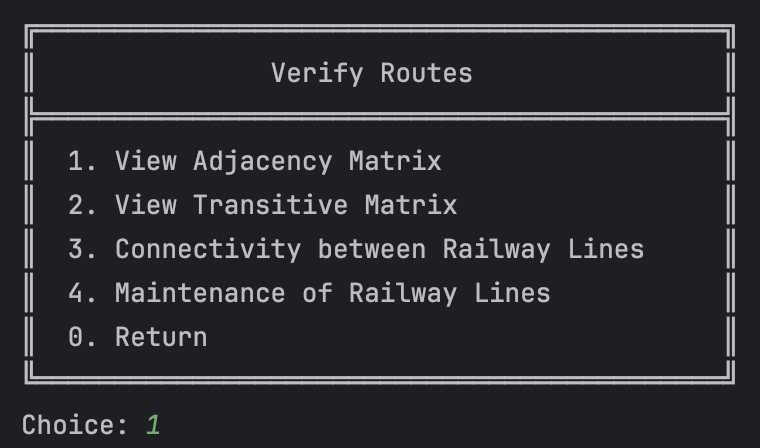 Verify Routes
1. View Adjacency Matrix
2. View Transitive Matrix
3. Connectivity between Railway Lines
4. Maintenance of Railway Lines
0. Return
Choice: 1